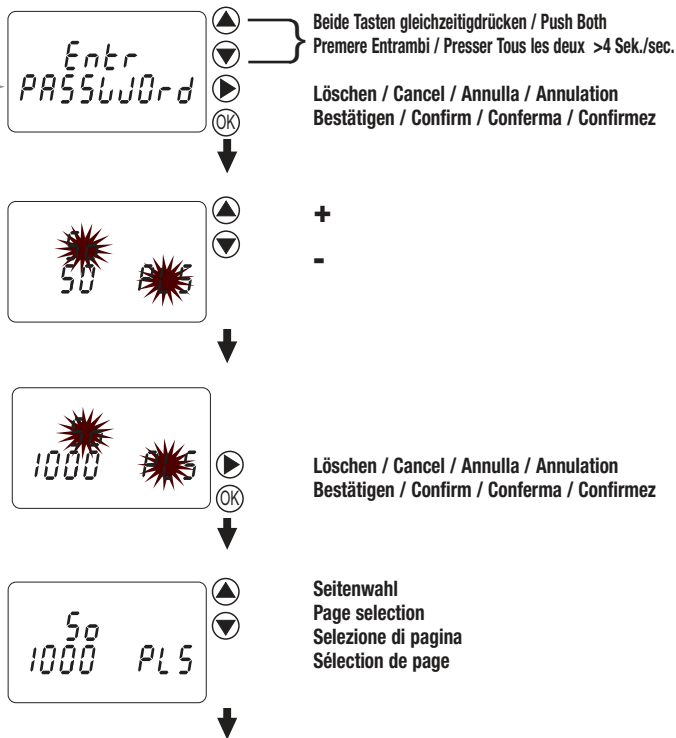 Entr
PASSWOrd
OK
Beide Tasten gleichzeitigdrücken / Push Both
Premere Entrambi / Presser Tous les deux >4 Sek./sec.
Löschen / Cancel / Annulla / Annulation
Bestätigen / Confirm / Conferma / Confirmez
50
+
-
1000
OK
Löschen / Cancel / Annulla / Annulation
Bestätigen / Confirm / Conferma / Confirmez
So
1000 PLS
Seitenwahl
Page selection
Selezione di pagina
Sélection de page